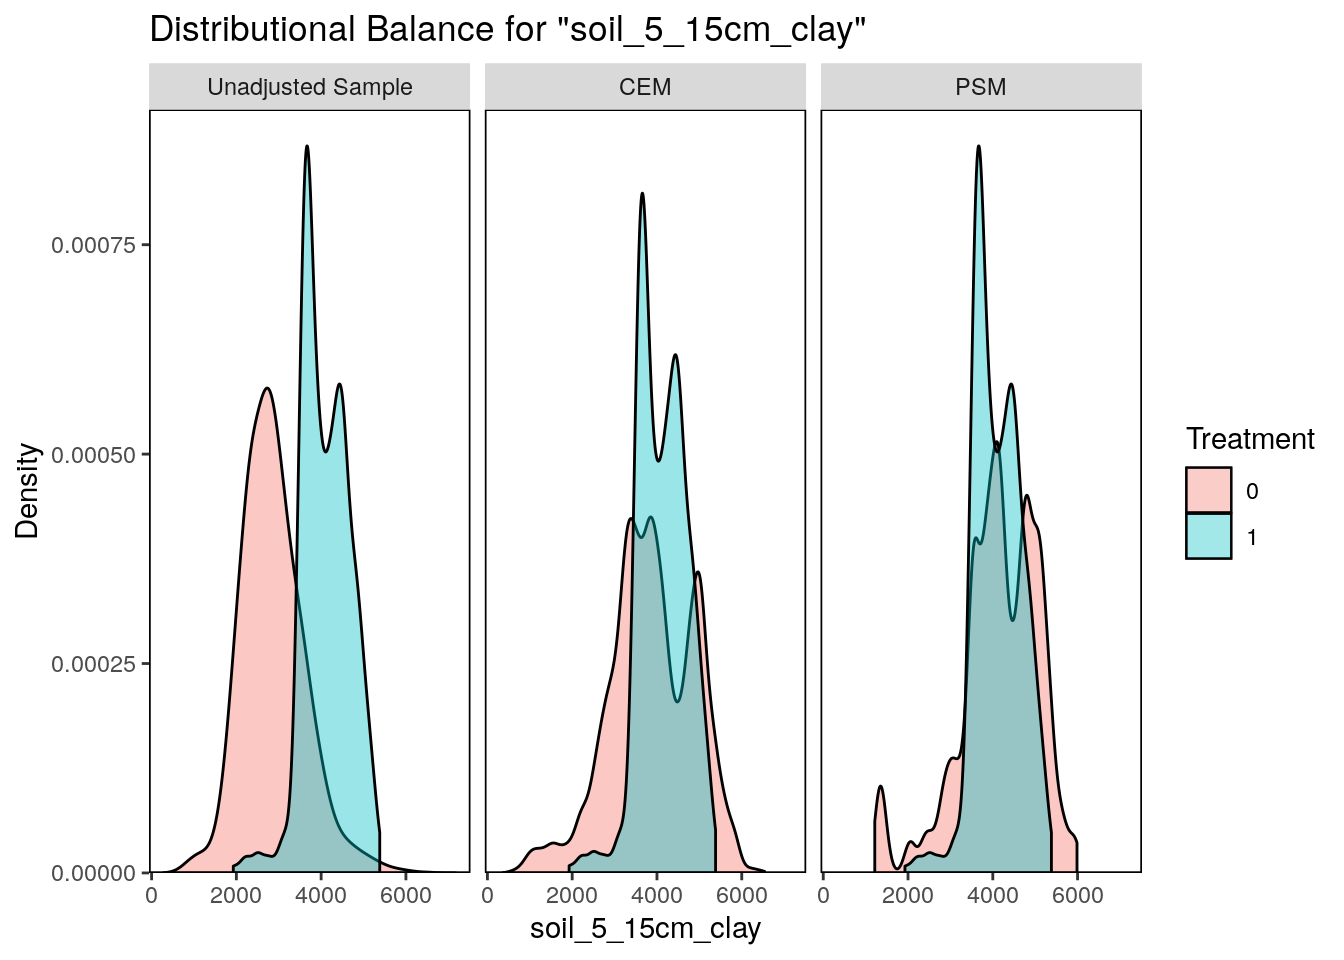 Distributional Balance for "soil_5_15cm_clay"
Unadjusted Sample
CEM
PSM
Density
0.00075
0.00050
0.00025
0.00000
0 2000 4000 6000
0 2000 4000 6000
0 2000 4000 6000
soil_5_15cm_clay
Treatment
0
1